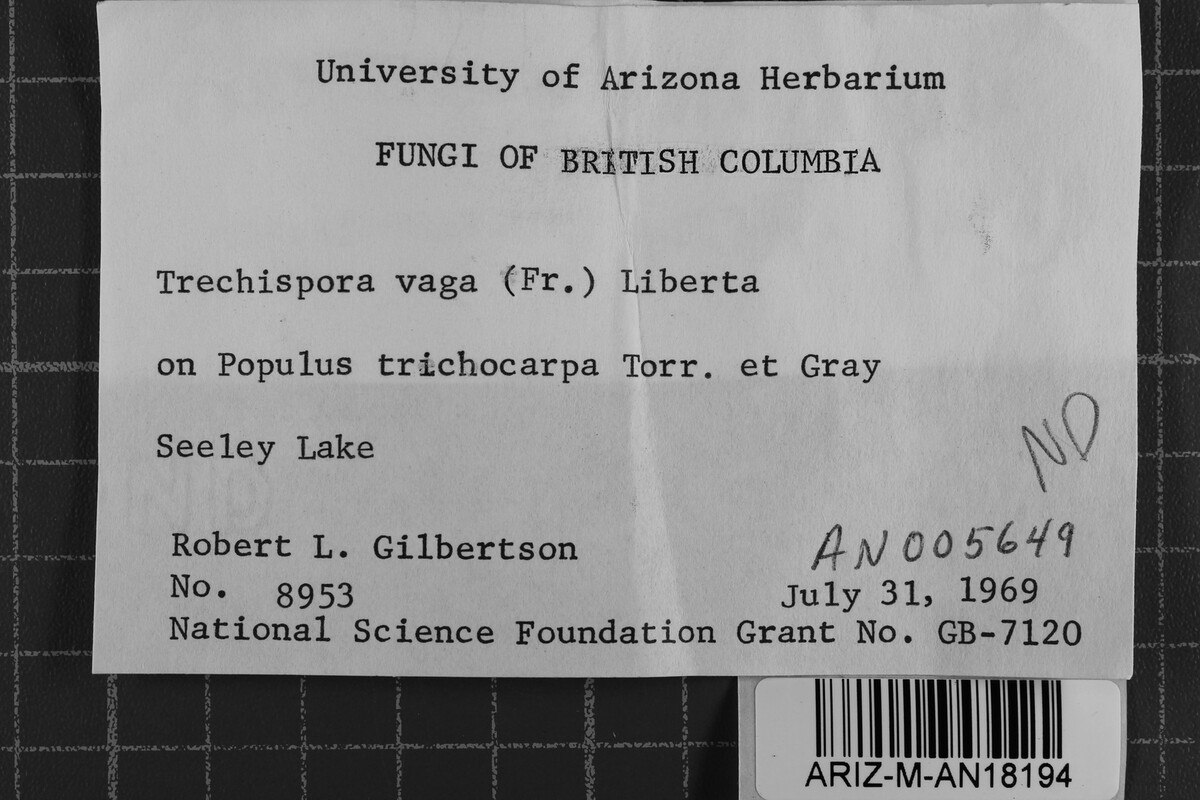 University of Arizona Herbarium
FUNGI OF BRITISH COLUMBIA
Trechispora vaga (Fr.) Liberta
on Populus trichocarpa Torr. et Gray
Seeley Lake
ND
Robert L. Gilbertson
AN005649
No. 8953
July 31, 1969
National Science Foundation Grant No. GB-7120
ARIZ-M-AN18194